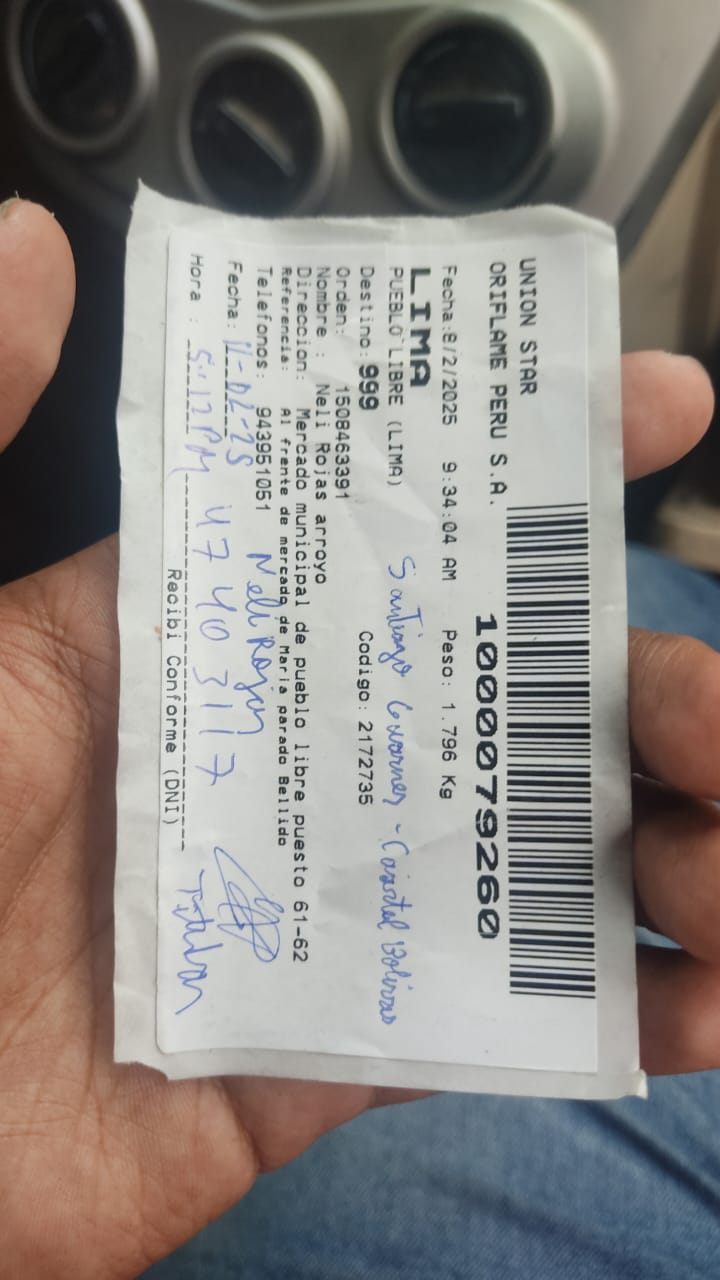 UNION STAR
ORIFLAME PERU S.A.
1000079260
Fecha:8/2/2025 9:34:04 AM Peso: 1.796 Kg
LIMA
PUEBLO LIBRE (LIMA) Santiago
Destino: 999 Codigo: 2172735
Orden: 1508463391
Nombre : Neli Rojas arroyo
Direccion: Mercado municipal de pueblo libre puesto 61-62
Referencia: Al frente de mercado de Maria parado Bellido
Telefonos: 943951051 Neli Rojas
Fecha: 11-02-25
Hora : 5:12 PM 47403117 Titular
Recibi Conforme (DNI)